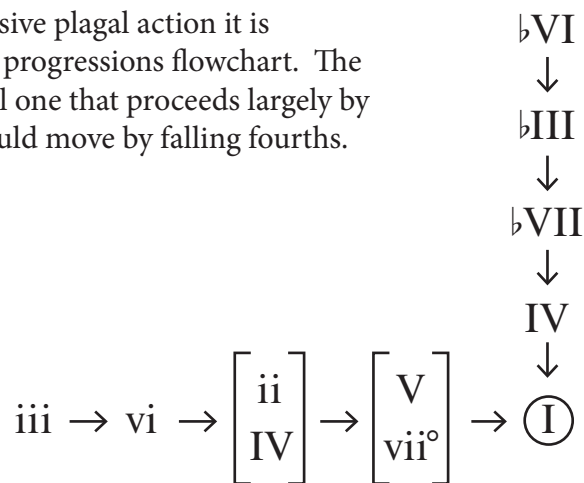 sive plagal action it is
progressions flowchart. The
l one that proceeds largely by
uld move by falling fourths.
♭VI
↓
♭III
↓
♭VII
↓
IV
↓
iii → vi → [ii IV] → [V vii°] → I